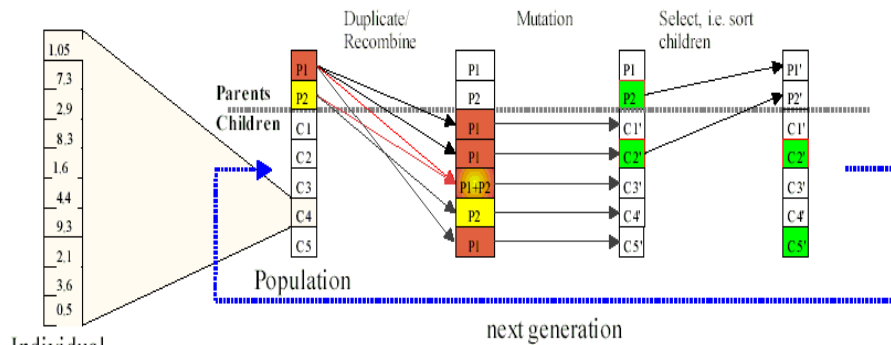 Duplicate/
Recombine
Mutation
Select, i.e. sort
children
1.05
7.3
2.9
8.3
1.6
4.4
9.3
2.1
3.6
0.5
Individual
Parents
Children
P1
P2
C1
C2
C3
C4
C5
Population
P1
P2
P1
P1
P1+P2
P2
P1
P1
P2
C1'
C2'
C3'
C4'
C5'
P1'
P2'
C1'
C2'
C3'
C4'
C5'
next generation